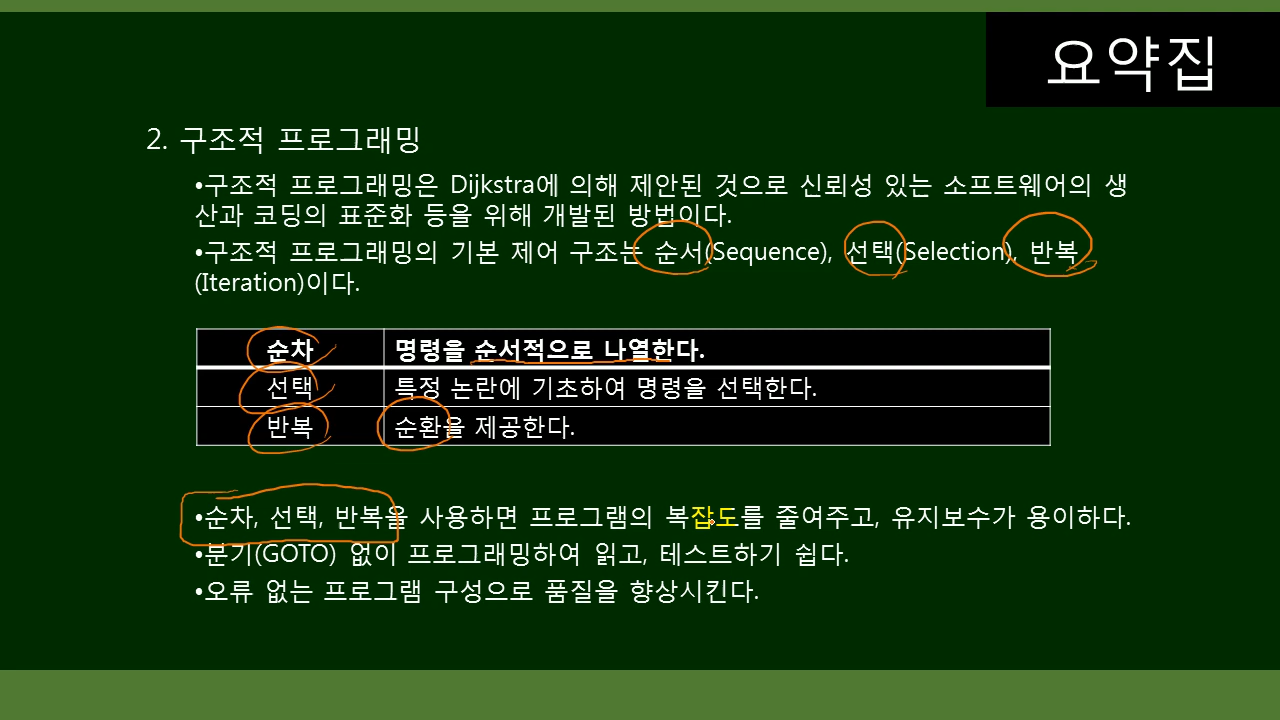 요약집
2. 구조적 프로그래밍
•구조적 프로그래밍은 Dijkstra에 의해 제안된 것으로 신뢰성 있는 소프트웨어의 생
산과 코딩의 표준화 등을 위해 개발된 방법이다.
•구조적 프로그래밍의 기본 제어 구조는 순서(Sequence), 선택(Selection), 반복
(Iteration)이다.
순차 명령을 순서적으로 나열한다.
선택 특정 논란에 기초하여 명령을 선택한다.
반복 순환을 제공한다.
•순차, 선택, 반복을 사용하면 프로그램의 복잡도를 줄여주고, 유지보수가 용이하다.
•분기(GOTO) 없이 프로그래밍하여 읽고, 테스트하기 쉽다.
•오류 없는 프로그램 구성으로 품질을 향상시킨다.